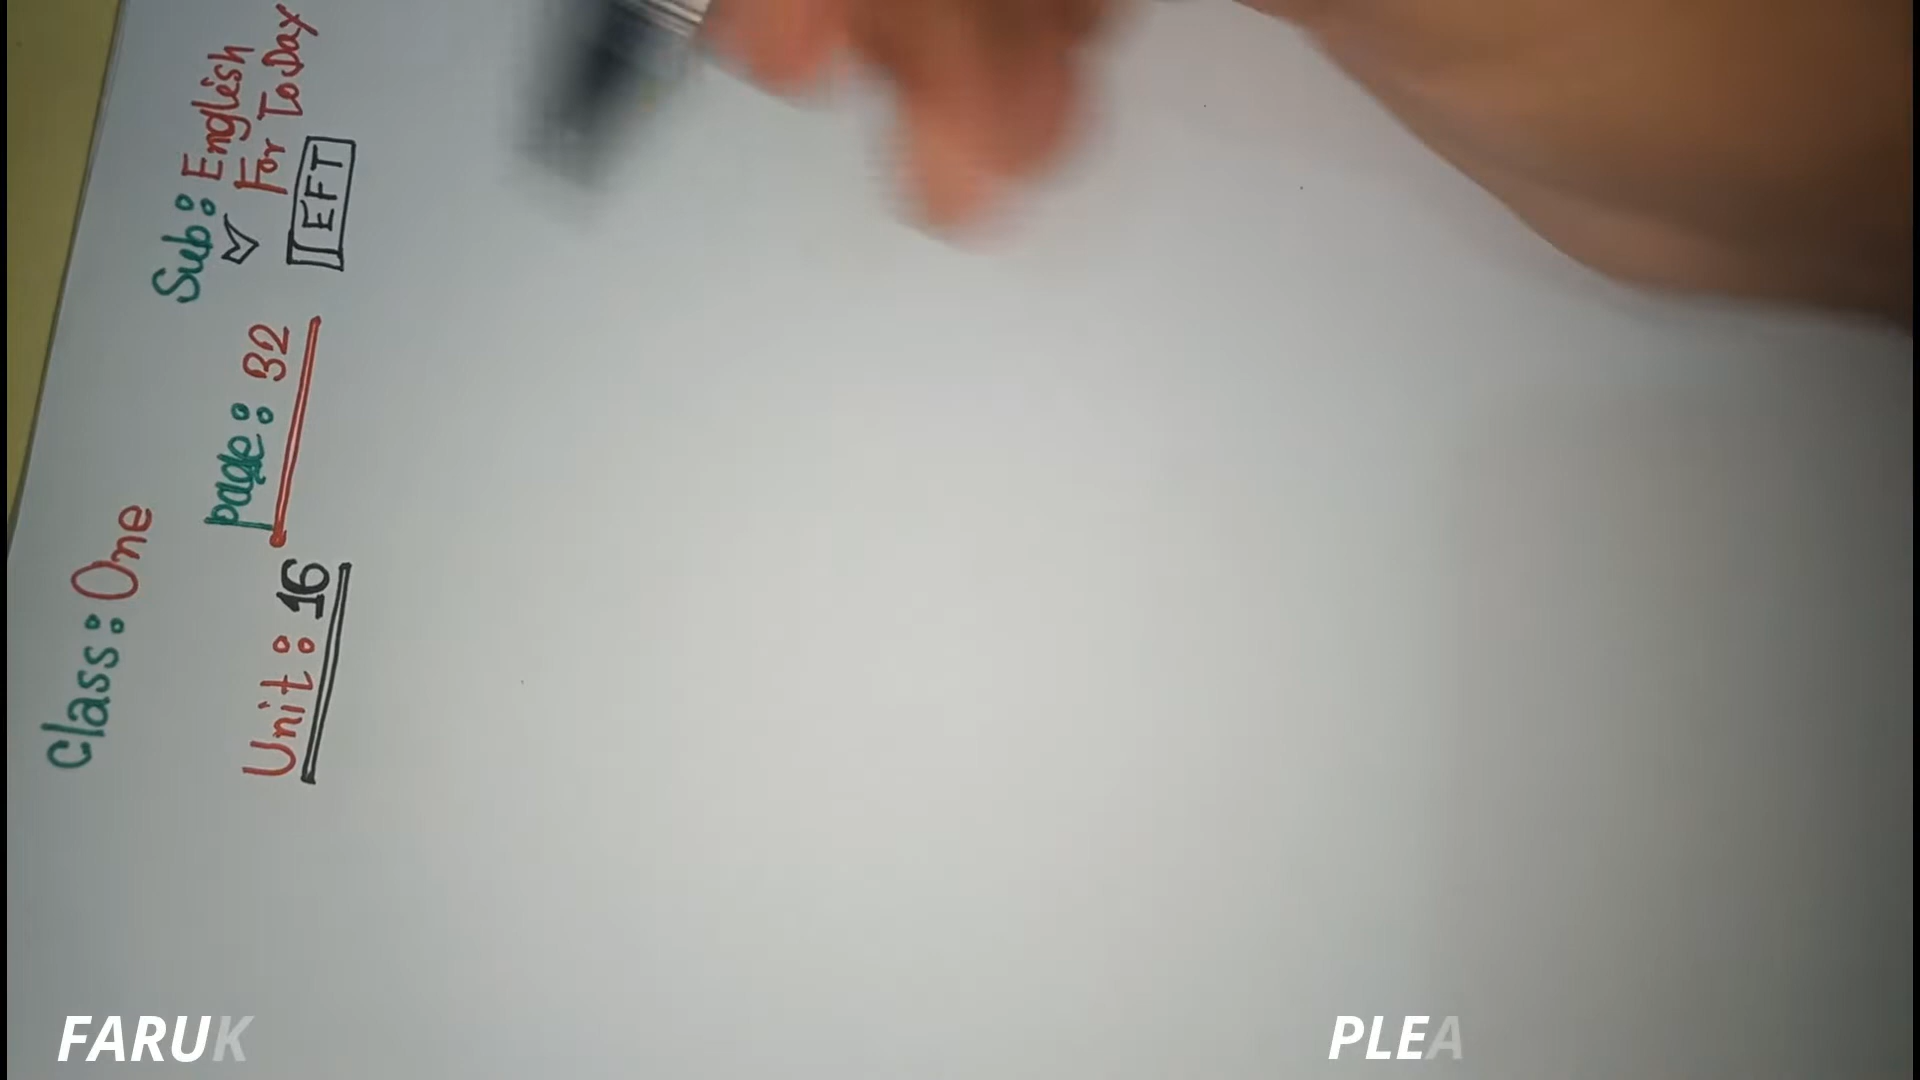 Class: One
Sub: English
For ToDay
EFT
page: 32
Unit: 16
FARUK
PLEA